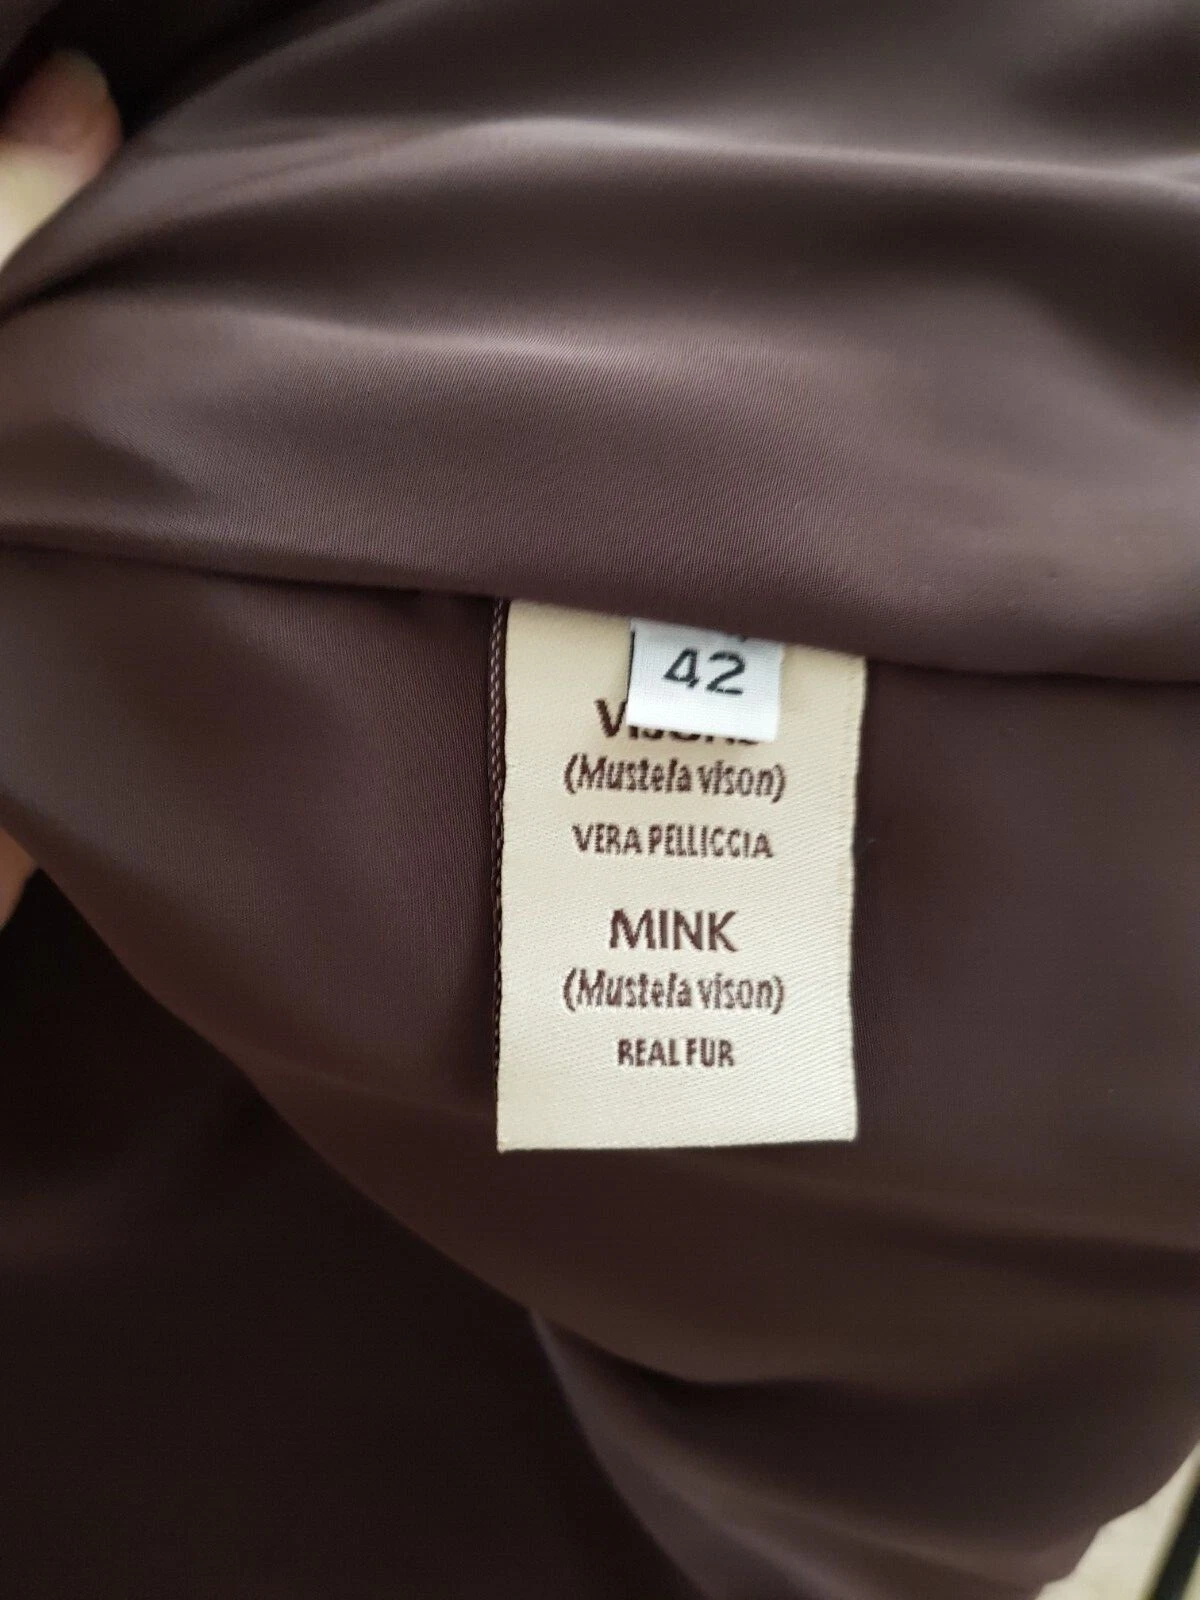 42
(Mustela vison)
VERA PELLICCIA
MINK
(Mustela vison)
REAL FUR